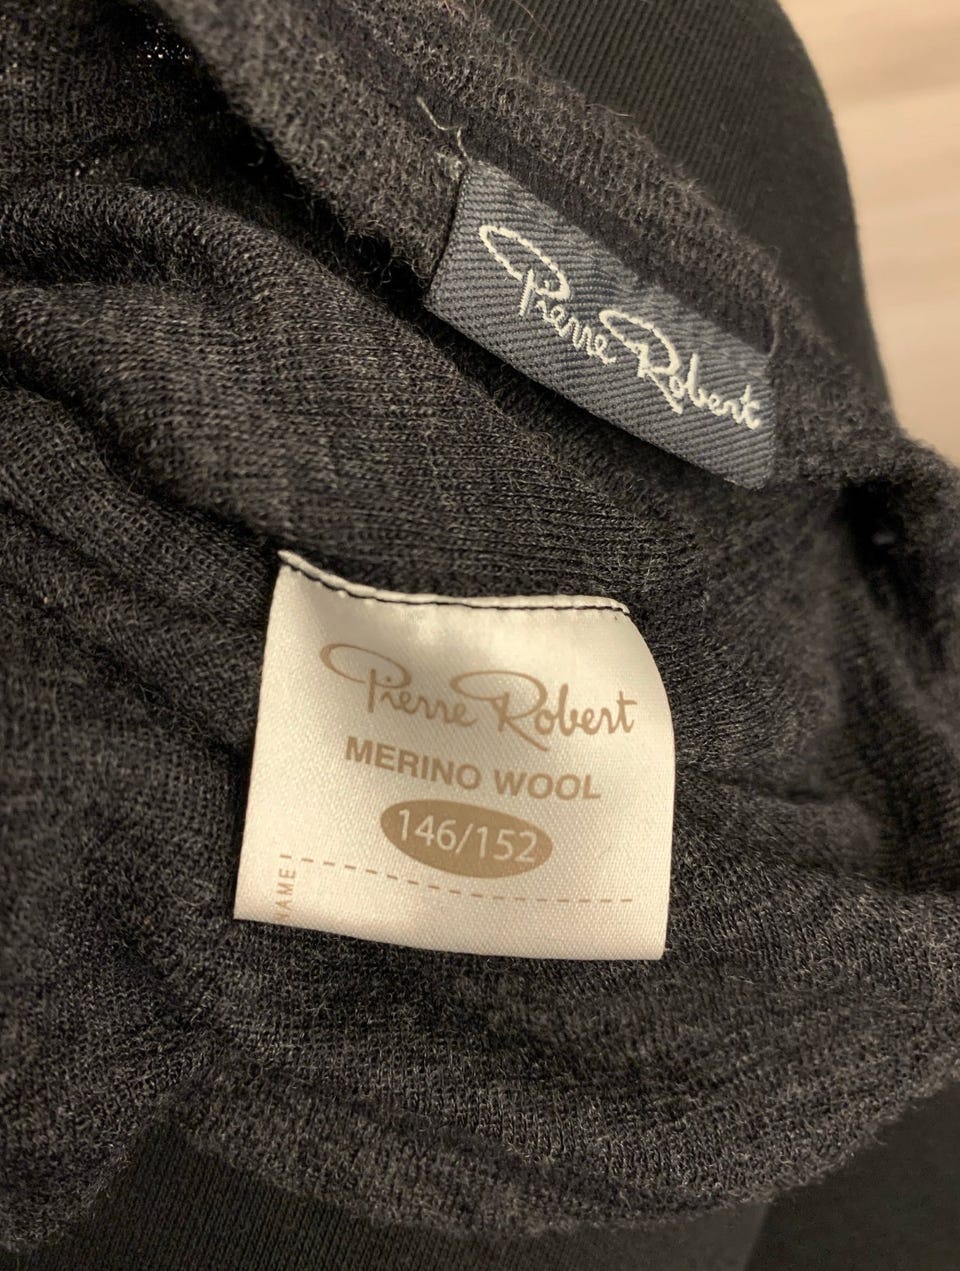 Pierre Robert
Pierre Robert
MERINO WOOL
146/152
NAME